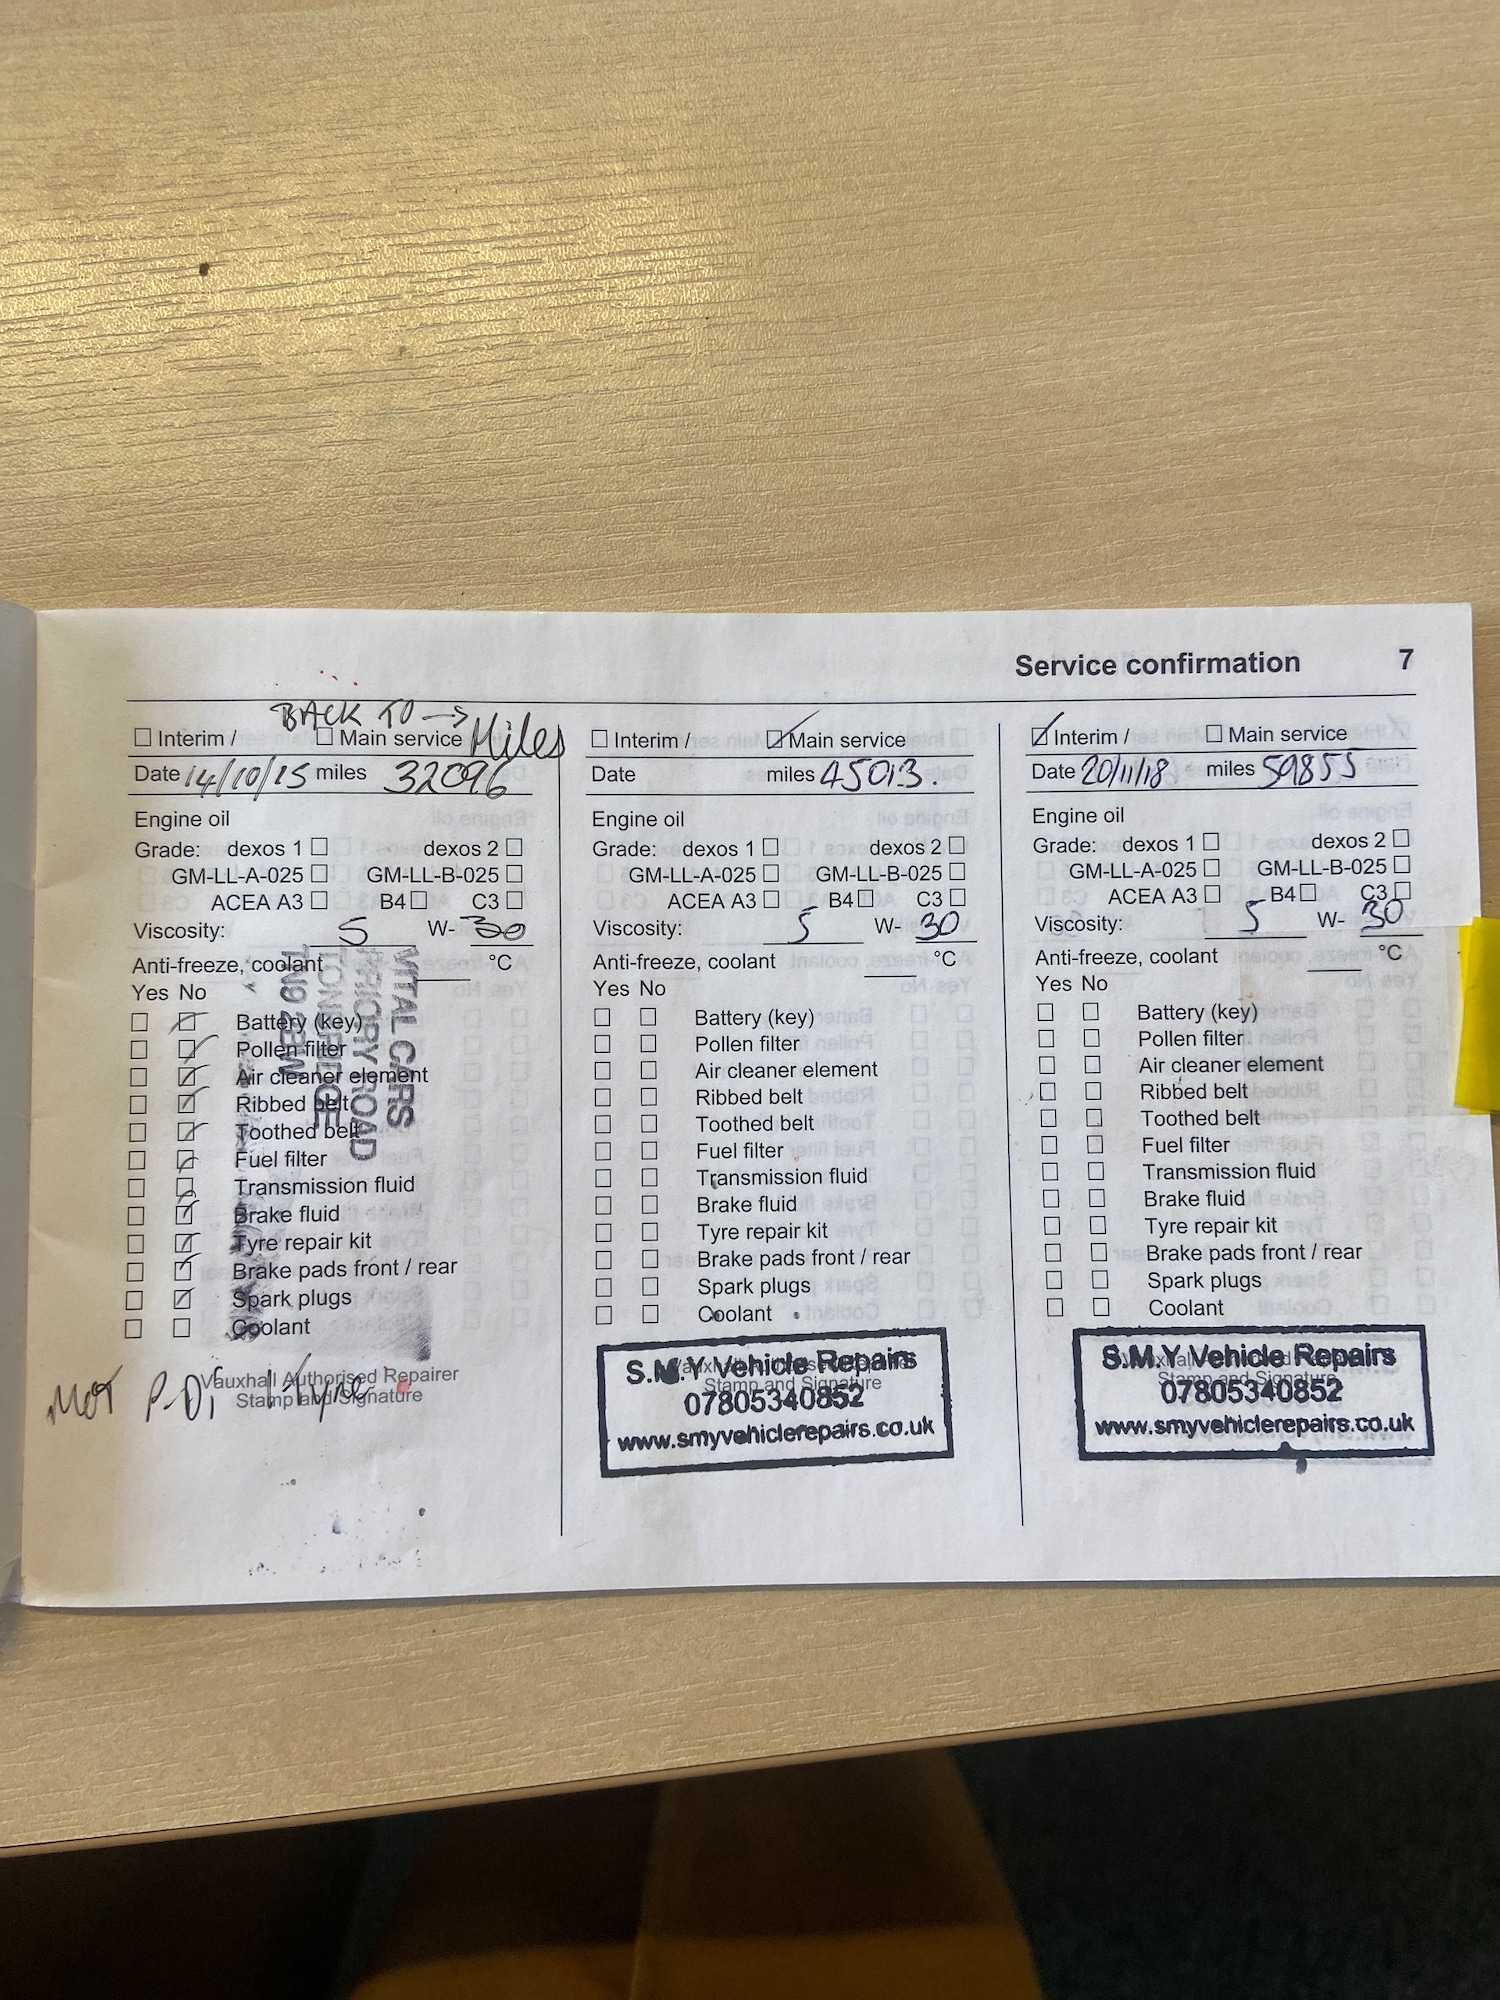 Service confirmation 7
BACK TO → Miles
☐ Interim / ☐ Main service
Date 14/10/15 miles 32096
Engine oil
Grade: dexos 1 ☐ dexos 2 ☐
GM-LL-A-025 ☐ GM-LL-B-025 ☐
ACEA A3 ☐ B4 ☐ C3 ☐
Viscosity: 5 W- 30
Anti-freeze, coolant °C
Yes No
Battery (key)
Pollen filter
Air cleaner element
Ribbed belt
Toothed belt
Fuel filter
Transmission fluid
Brake fluid
Tyre repair kit
Brake pads front / rear
Spark plugs
Coolant
VITAL CARS
PRIORY ROAD
TONBRIDGE
TN9 2BW
Vauxhall Authorised Repairer
Stamp and Signature
MOT
☐ Interim / ☑ Main service
Date miles 45013.
Engine oil
Grade: dexos 1 ☐ dexos 2 ☐
GM-LL-A-025 ☐ GM-LL-B-025 ☐
ACEA A3 ☐ B4 ☐ C3 ☐
Viscosity: 5 W- 30
Anti-freeze, coolant °C
Yes No
Battery (key)
Pollen filter
Air cleaner element
Ribbed belt
Toothed belt
Fuel filter
Transmission fluid
Brake fluid
Tyre repair kit
Brake pads front / rear
Spark plugs
Coolant
S.M.Y Vehicle Repairs
Stamp and Signature
07805340852
www.smyvehiclerepairs.co.uk
☑ Interim / ☐ Main service
Date 20/11/18 miles 59855
Engine oil
Grade: dexos 1 ☐ dexos 2 ☐
GM-LL-A-025 ☐ GM-LL-B-025 ☐
ACEA A3 ☐ B4 ☐ C3 ☐
Viscosity: 5 W- 30
Anti-freeze, coolant °C
Yes No
Battery (key)
Pollen filter
Air cleaner element
Ribbed belt
Toothed belt
Fuel filter
Transmission fluid
Brake fluid
Tyre repair kit
Brake pads front / rear
Spark plugs
Coolant
S.M.Y Vehicle Repairs
Stamp and Signature
07805340852
www.smyvehiclerepairs.co.uk